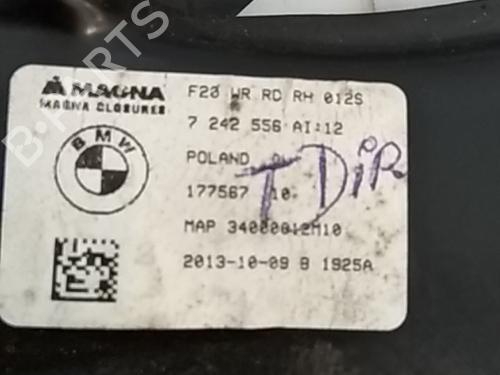 MAGNA
MAGNA CLOSURES
BMW
F20 WR RD RH 012S
7 242 556 AI:12
POLAND
177567 10
MAP 34000012M10
2013-10-09 B 1925A
T DIP
B-PARTS